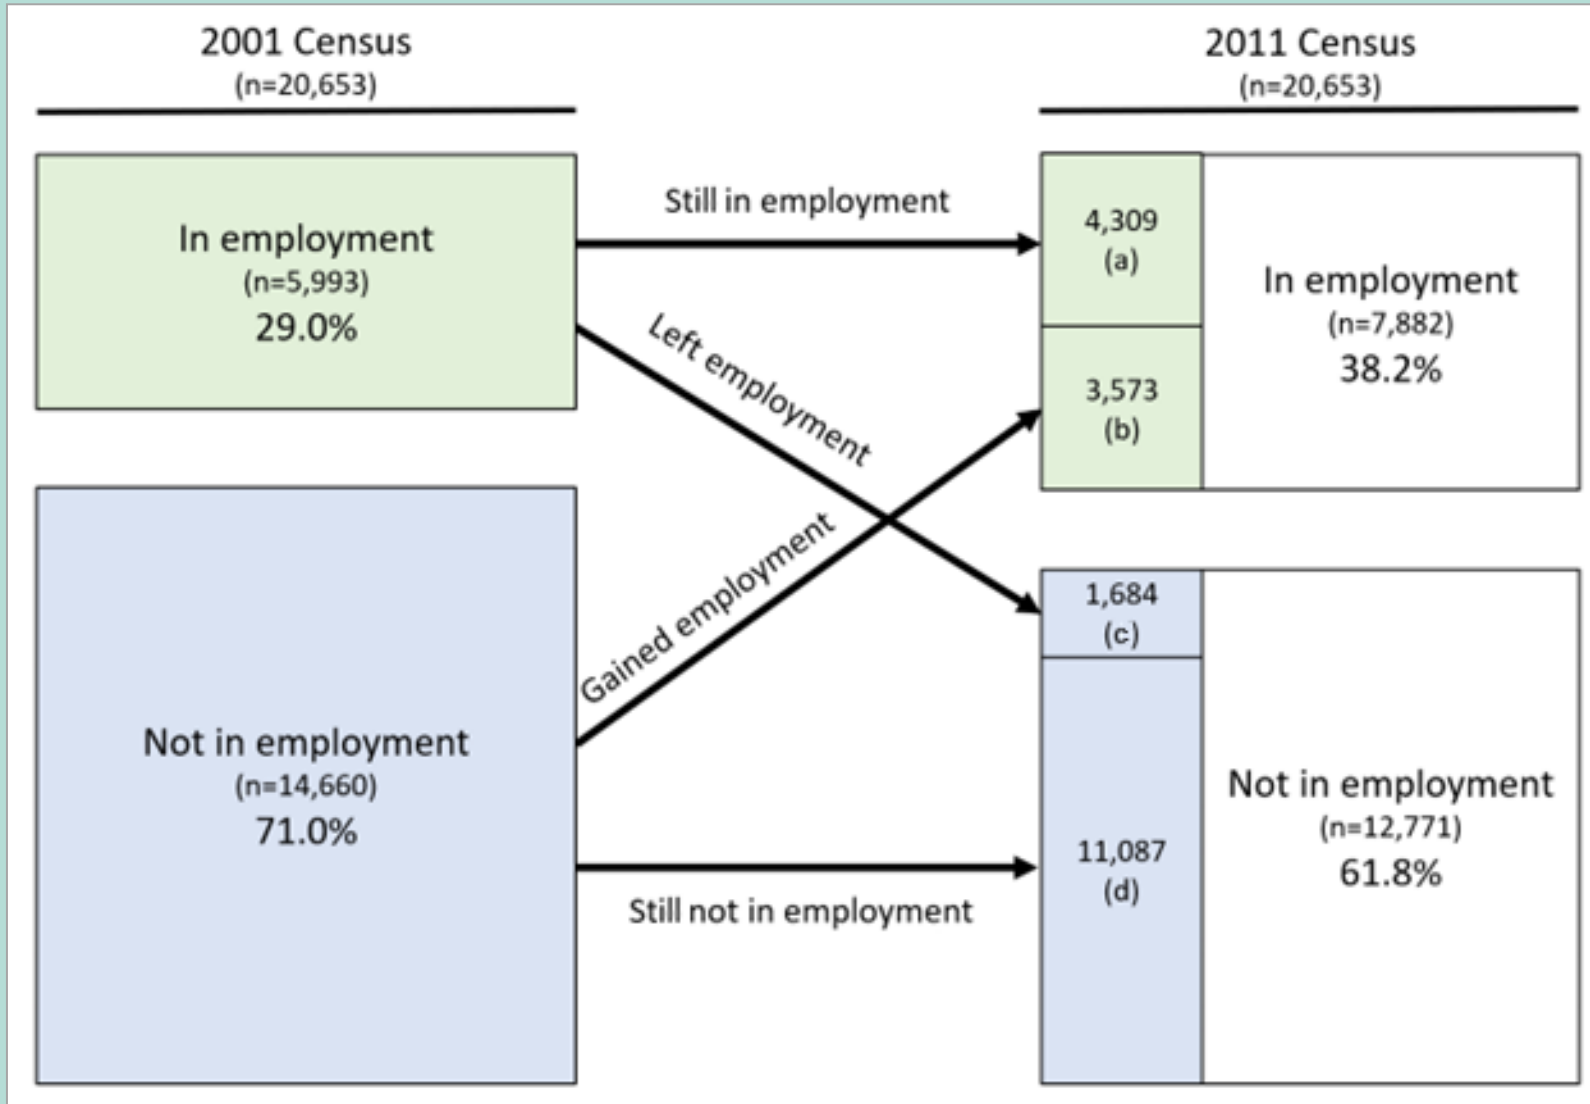 2001 Census
(n=20,653)
2011 Census
(n=20,653)
In employment
(n=5,993)
29.0%
Still in employment
Left employment
4,309
(a)
3,573
(b)
In employment
(n=7,882)
38.2%
Not in employment
(n=14,660)
71.0%
Gained employment
Still not in employment
1,684
(c)
11,087
(d)
Not in employment
(n=12,771)
61.8%